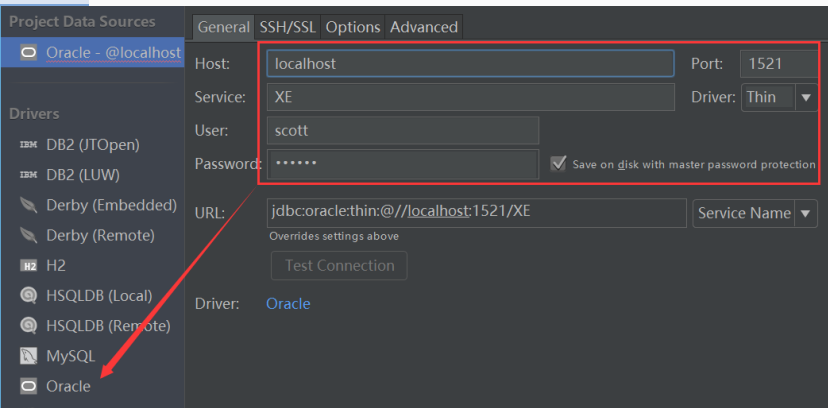 Project Data Sources
Oracle - @localhost
Drivers
IBM DB2 (JTOpen)
IBM DB2 (LUW)
Derby (Embedded)
Derby (Remote)
H2 H2
HSQLDB (Local)
HSQLDB (Remote)
MySQL
Oracle
General SSH/SSL Options Advanced
Host: localhost Port: 1521
Service: XE Driver: Thin
User: scott
Password: •••••• Save on disk with master password protection
URL: jdbc:oracle:thin:@//localhost:1521/XE Service Name
Overrides settings above
Test Connection
Driver: Oracle